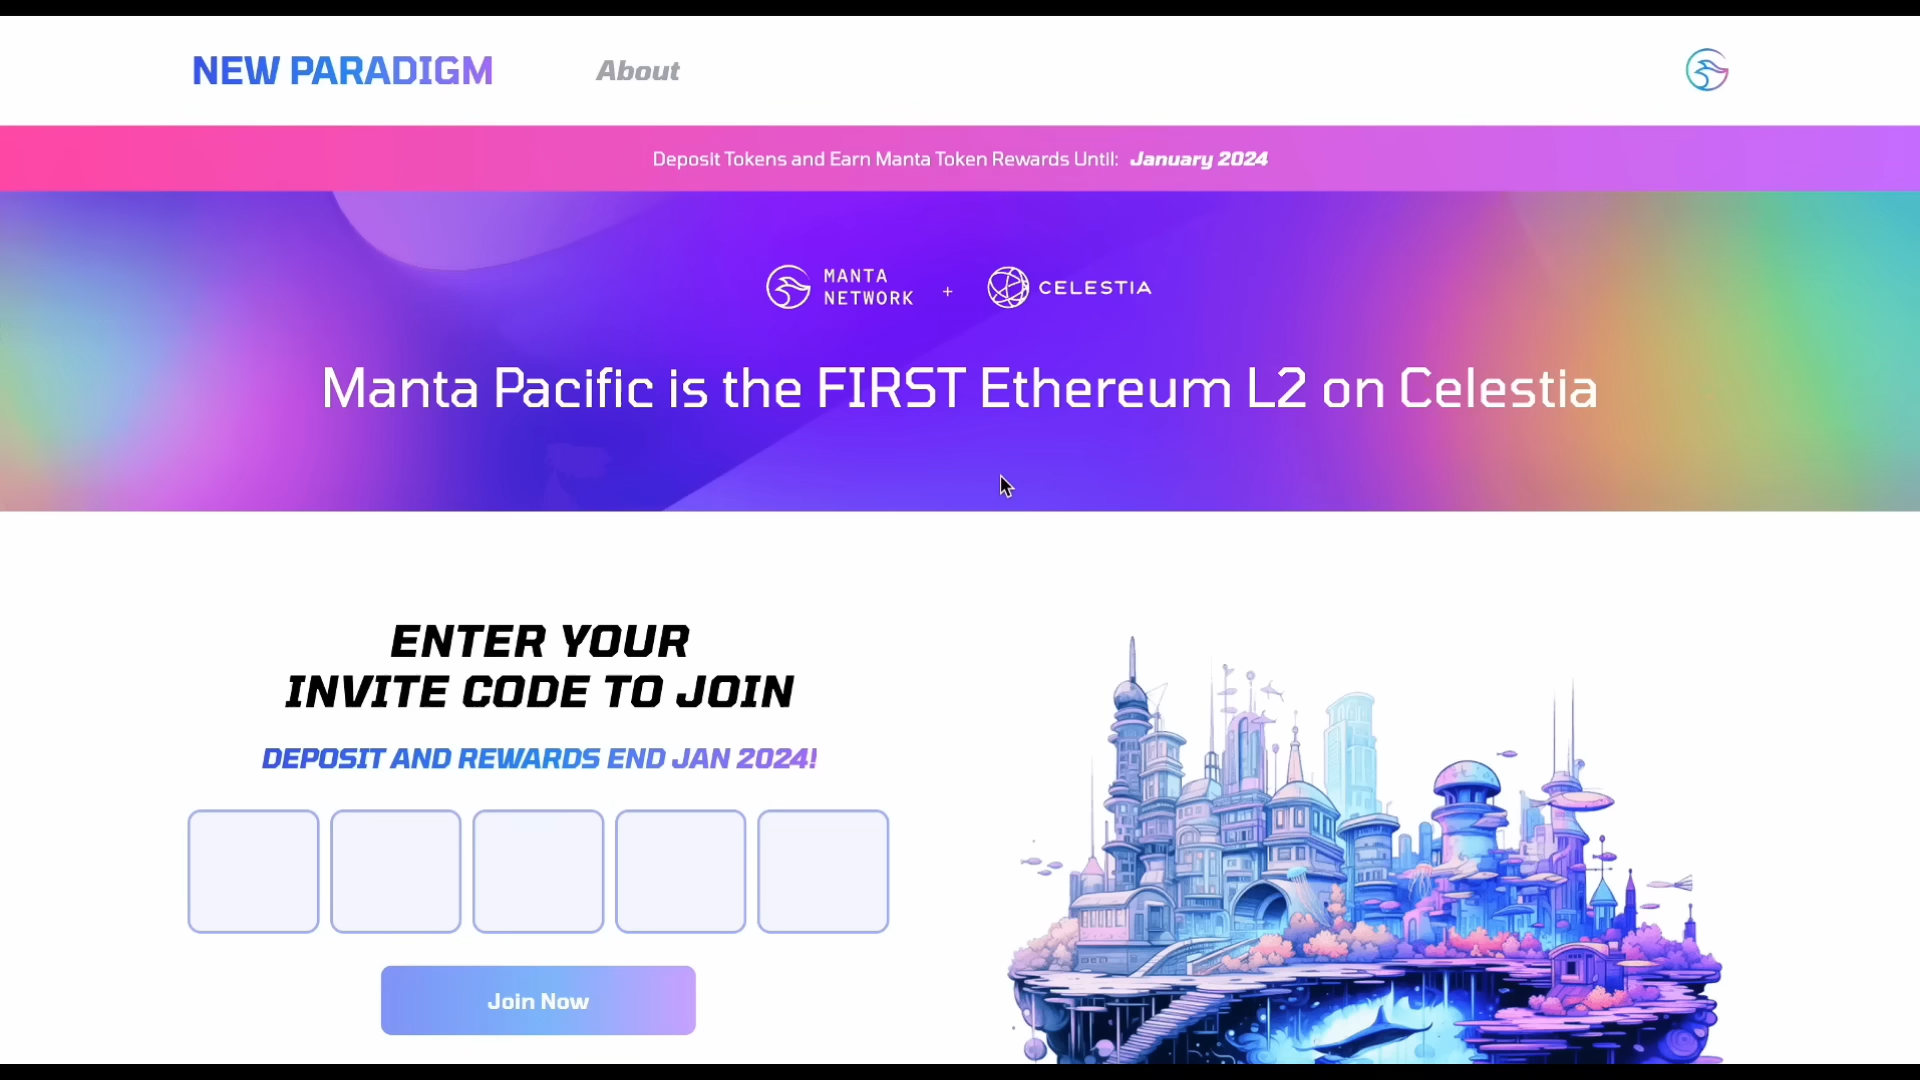 NEW PARADIGM
About
Deposit Tokens and Earn Manta Token Rewards Until: January 2024
MANTA NETWORK + CELESTIA
Manta Pacific is the FIRST Ethereum L2 on Celestia
ENTER YOUR
INVITE CODE TO JOIN
DEPOSIT AND REWARDS END JAN 2024!
Join Now